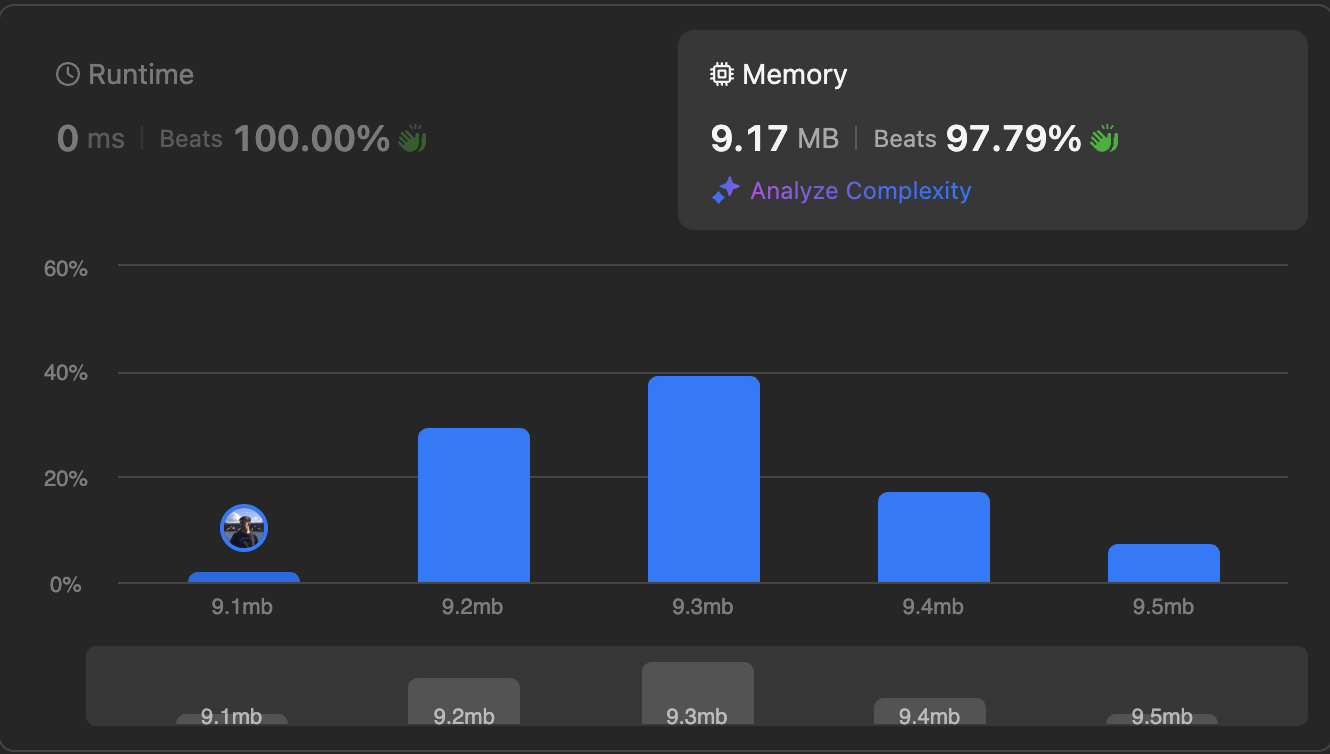 Runtime
0 ms | Beats 100.00%
Memory
9.17 MB | Beats 97.79%
Analyze Complexity
60%
40%
20%
0%
9.1mb 9.2mb 9.3mb 9.4mb 9.5mb
9.1mb 9.2mb 9.3mb 9.4mb 9.5mb